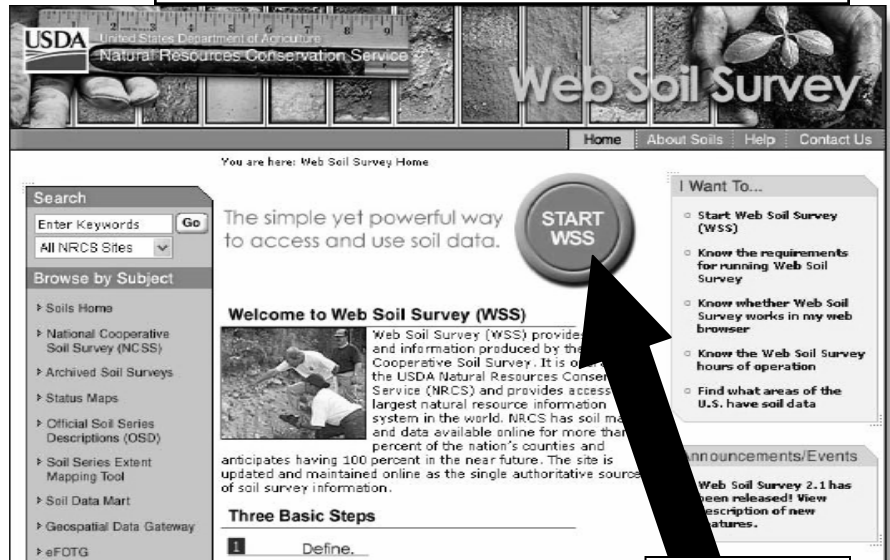 USDA
United States Department of Agriculture
Natural Resources Conservation Service
Web Soil Survey
Home
About Soils
Help
Contact Us
You are here: Web Soil Survey Home
Search
Enter Keywords
Go
All NRCS Sites
Browse by Subject
Soils Home
National Cooperative
Soil Survey (NCSS)
Archived Soil Surveys
Status Maps
Official Soil Series
Descriptions (OSD)
Soil Series Extent
Mapping Tool
Soil Data Mart
Geospatial Data Gateway
eFOTG
The simple yet powerful way
to access and use soil data.
START
WSS
Welcome to Web Soil Survey (WSS)
Web Soil Survey (WSS)
and information produced by the
Cooperative Soil Survey. It is
the USDA Natural Resources
Service (NRCS) and provides access
largest natural resource information
system in the world. NRCS has soil
and data available online for more than
percent of the nation's counties and
anticipates having 100 percent in the near future. The site is
updated and maintained online as the single authoritative source
of soil survey information.
Three Basic Steps
1
Define.
I Want To...
Start Web Soil Survey
(WSS)
Know the requirements
for running Web Soil
Survey
Know whether Web Soil
Survey works in my web
browser
Know the Web Soil Survey
hours of operation
Find what areas of the
U.S. have soil data
Announcements/Events
Web Soil Survey 2.1 has
been released! View
description of new
features.